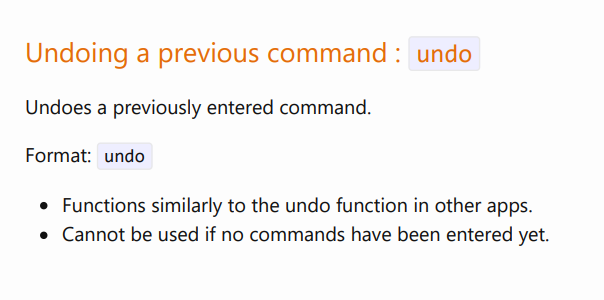 Undoing a previous command : undo
Undoes a previously entered command.
Format: undo
• Functions similarly to the undo function in other apps.
• Cannot be used if no commands have been entered yet.